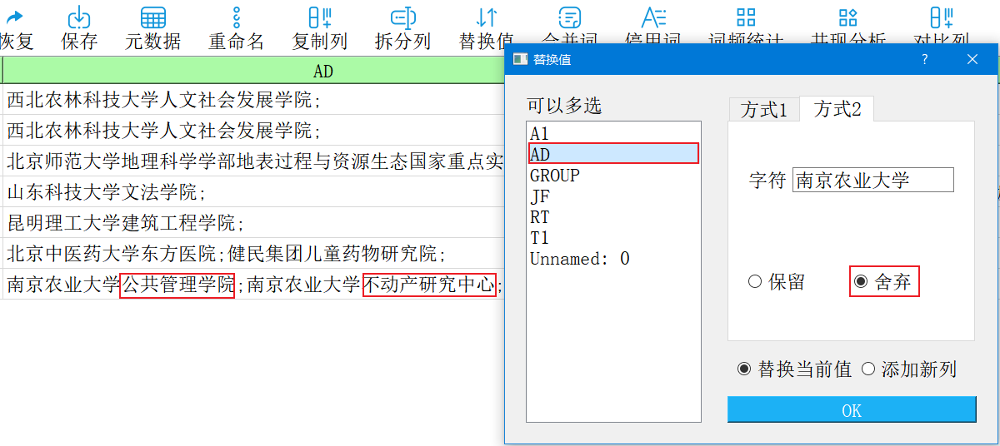 恢复 保存 元数据 重命名 复制列 拆分列 替换值 合并词 停用词 词频统计 共现分析 对比列
AD
西北农林科技大学人文社会发展学院;
西北农林科技大学人文社会发展学院;
北京师范大学地理科学学部地表过程与资源生态国家重点实
山东科技大学文法学院;
昆明理工大学建筑工程学院;
北京中医药大学东方医院;健民集团儿童药物研究院;
南京农业大学公共管理学院;南京农业大学不动产研究中心;
替换值
?
可以多选
A1
AD
GROUP
JF
RT
T1
Unnamed: 0
方式1 方式2
字符 南京农业大学
保留 舍弃
替换当前值 添加新列
OK